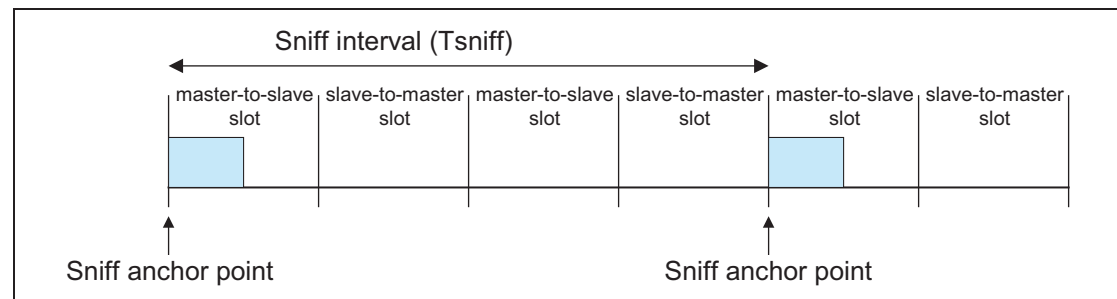 Sniff interval (Tsniff)
master-to-slave slot
slave-to-master slot
master-to-slave slot
slave-to-master slot
master-to-slave slot
slave-to-master slot
Sniff anchor point
Sniff anchor point